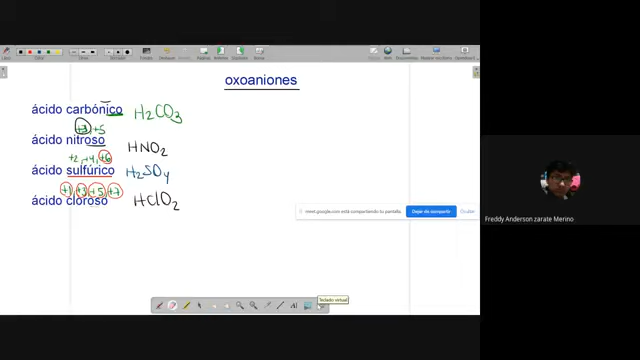 oxoaniones
ácido carbónico H2CO3
+3, +5
ácido nitroso HNO2
+2, +4, +6
ácido sulfúrico H2SO4
+1, +3, +5, +7
ácido cloroso HClO2
meet.google.com está compartiendo tu pantalla.
Dejar de compartir
Ocultar
Freddy Anderson zarate Merino
Teclado virtual